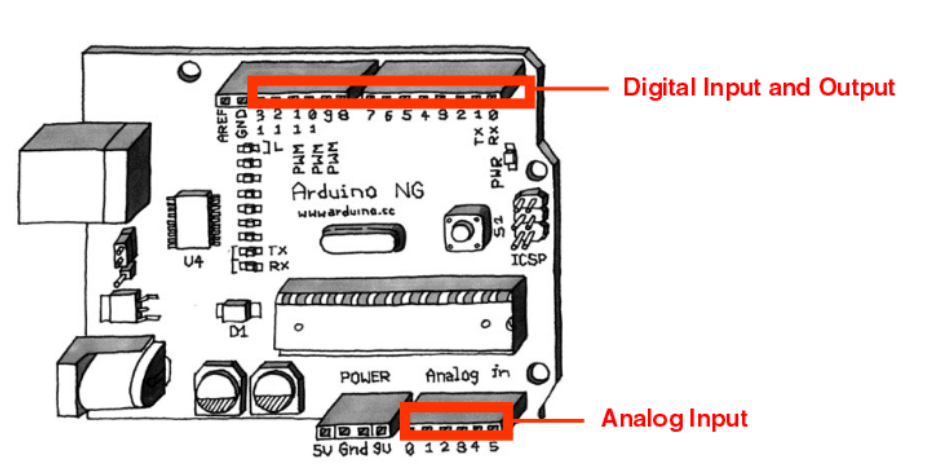 Digital Input and Output
AREF GND 3 2 1 0 9 8 7 6 5 4 3 2 1 0
1 1 1 1 TX RX
L PWM PWM PWM
PWR
Arduino NG
www.arduino.cc
S2
U4
TX
RX
ICSP
D1
POWER Analog in
Analog Input
5V Gnd 9V 0 1 2 3 4 5